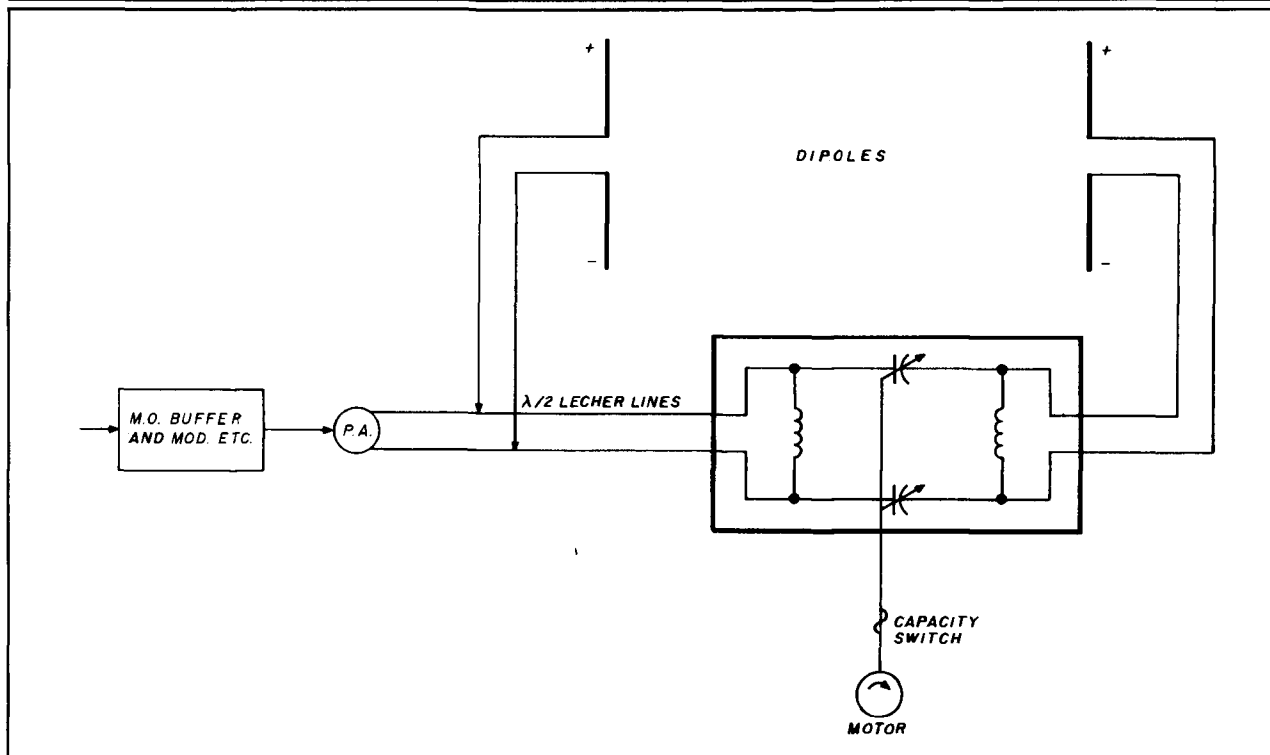 +
+
DIPOLES
−
−
λ/2 LECHER LINES
M.O. BUFFER
AND MOD. ETC.
P.A.
CAPACITY
SWITCH
MOTOR